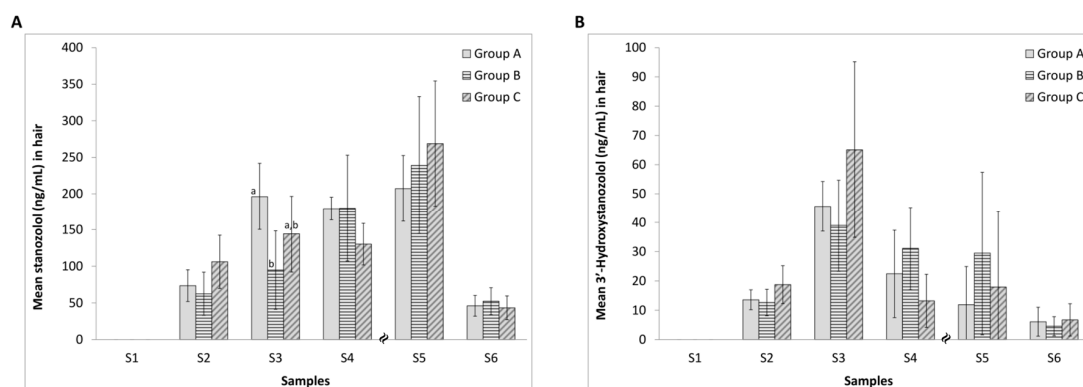 A
Mean stanozolol (ng/mL) in hair
400
350
300
250
200
150
100
50
0
Group A
Group B
Group C
a
b
a,b
S1 S2 S3 S4 S5 S6
Samples
B
Mean 3’-Hydroxystanozolol (ng/mL) in hair
100
90
80
70
60
50
40
30
20
10
0
Group A
Group B
Group C
S1 S2 S3 S4 S5 S6
Samples